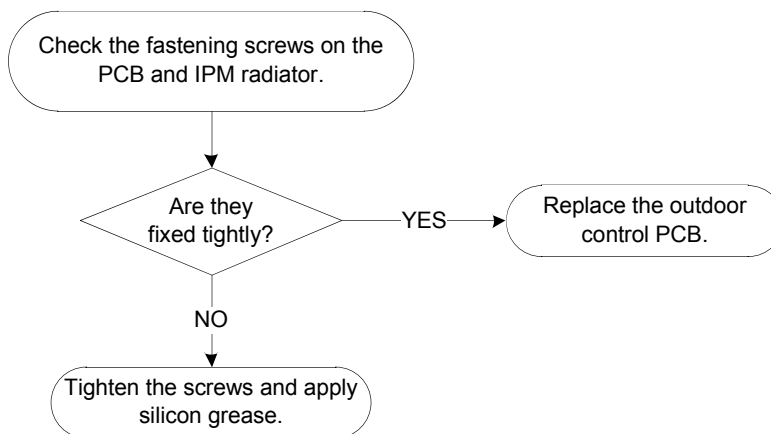 Check the fastening screws on the
PCB and IPM radiator.
Are they
fixed tightly?
YES
Replace the outdoor
control PCB.
NO
Tighten the screws and apply
silicon grease.